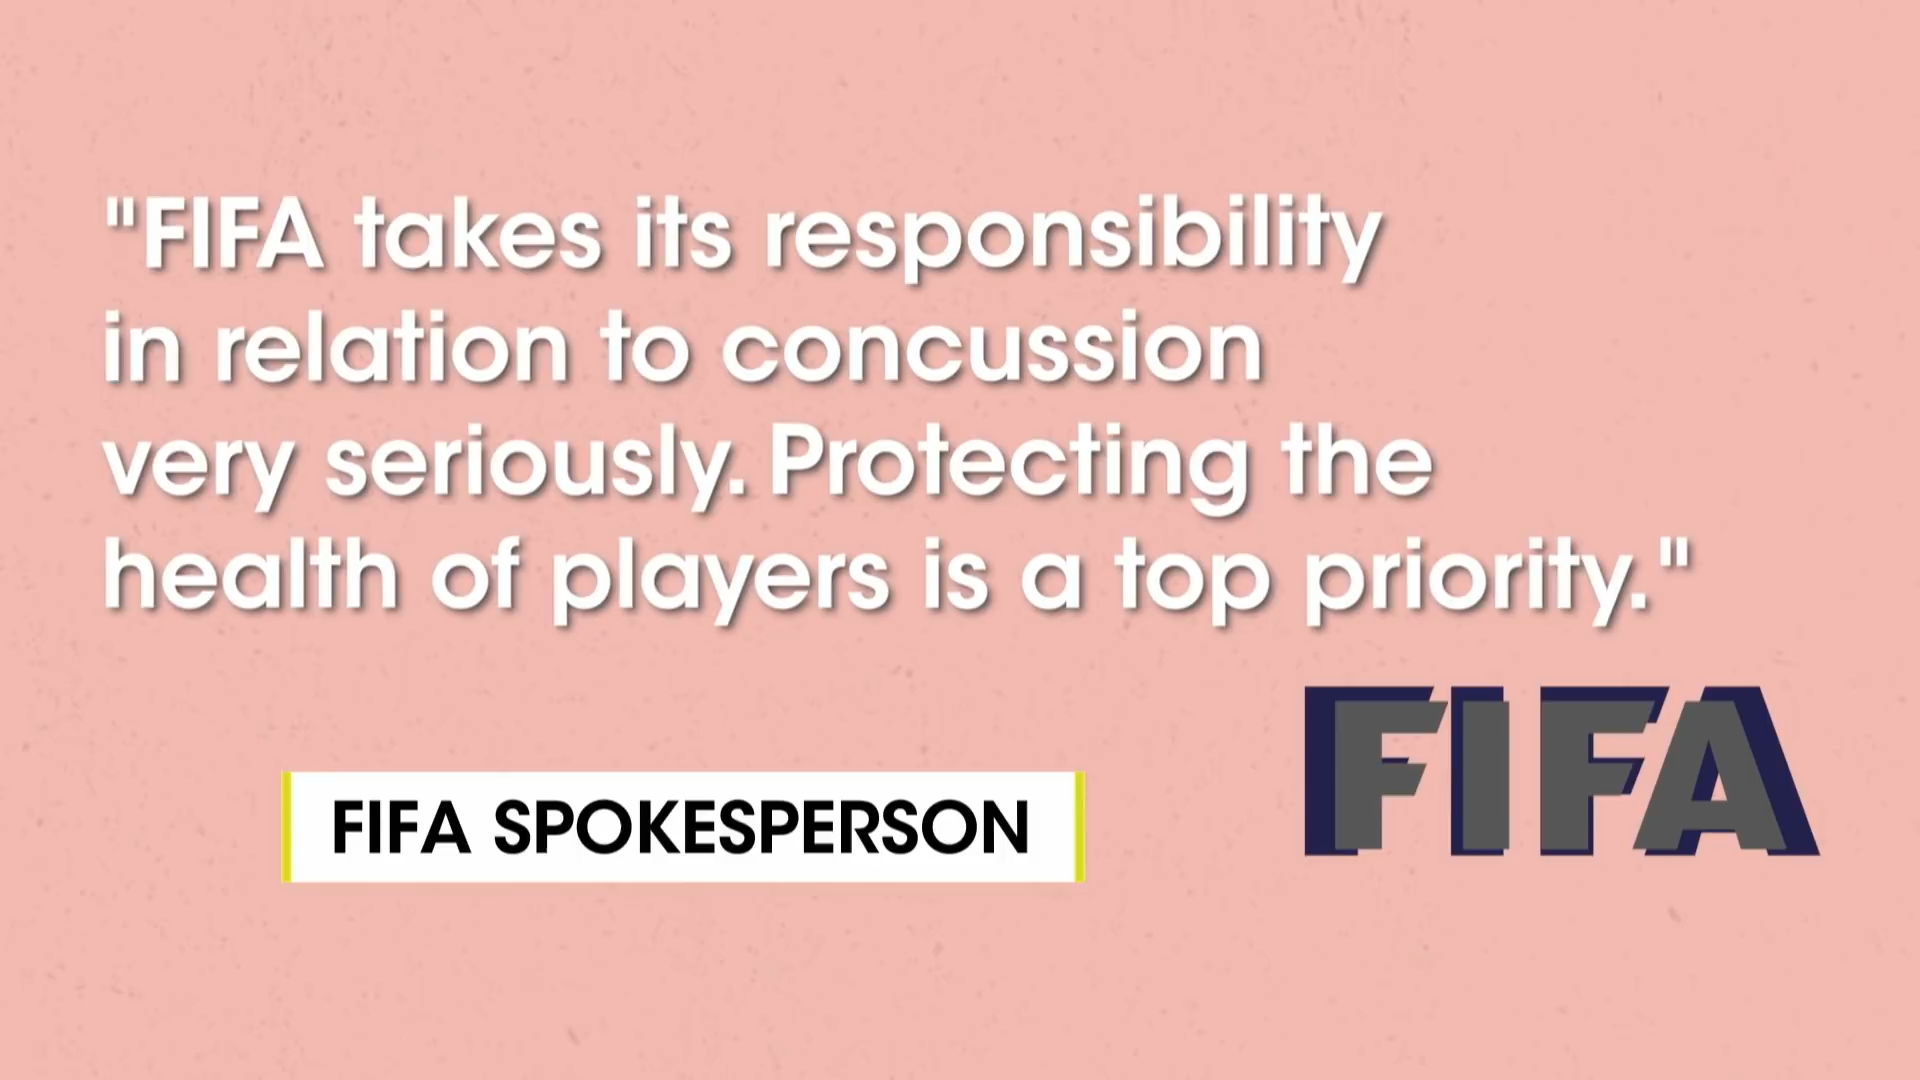 "FIFA takes its responsibility
in relation to concussion
very seriously. Protecting the
health of players is a top priority."
FIFA
FIFA SPOKESPERSON